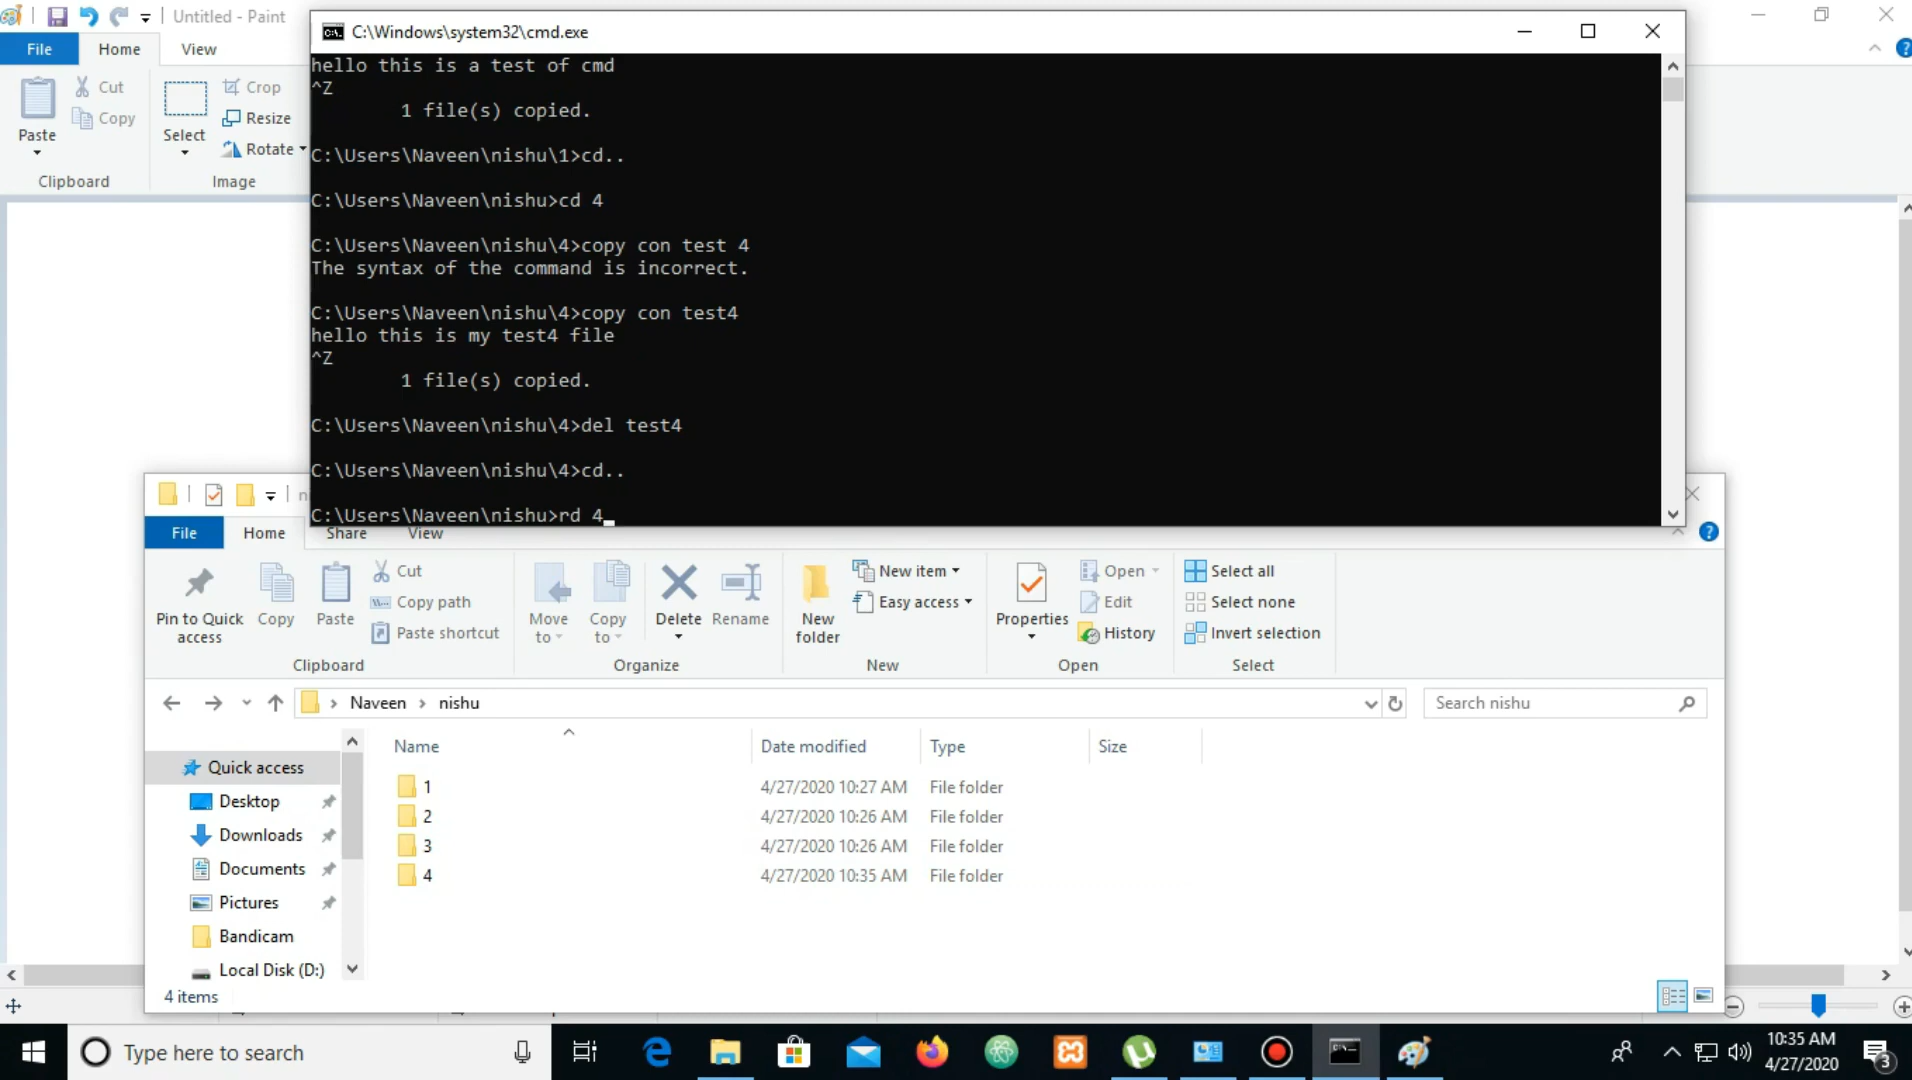 Untitled - Paint
C:\Windows\system32\cmd.exe
File Home View
Cut
Copy
Paste
Clipboard
Select
Crop
Resize
Rotate
Image
hello this is a test of cmd
^Z
1 file(s) copied.
C:\Users\Naveen\nishu\1>cd..
C:\Users\Naveen\nishu>cd 4
C:\Users\Naveen\nishu\4>copy con test 4
The syntax of the command is incorrect.
C:\Users\Naveen\nishu\4>copy con test4
hello this is my test4 file
^Z
1 file(s) copied.
C:\Users\Naveen\nishu\4>del test4
C:\Users\Naveen\nishu\4>cd..
C:\Users\Naveen\nishu>rd 4_
File Home Share View
Pin to Quick
access
Copy
Paste
Cut
Copy path
Paste shortcut
Clipboard
Move
to
Copy
to
Delete
Rename
Organize
New
folder
New item
Easy access
New
Properties
Open
Edit
History
Open
Select all
Select none
Invert selection
Select
Naveen > nishu
Search nishu
Name Date modified Type Size
1 4/27/2020 10:27 AM File folder
2 4/27/2020 10:26 AM File folder
3 4/27/2020 10:26 AM File folder
4 4/27/2020 10:35 AM File folder
Quick access
Desktop
Downloads
Documents
Pictures
Bandicam
Local Disk (D:)
4 items
Type here to search
10:35 AM
4/27/2020
3